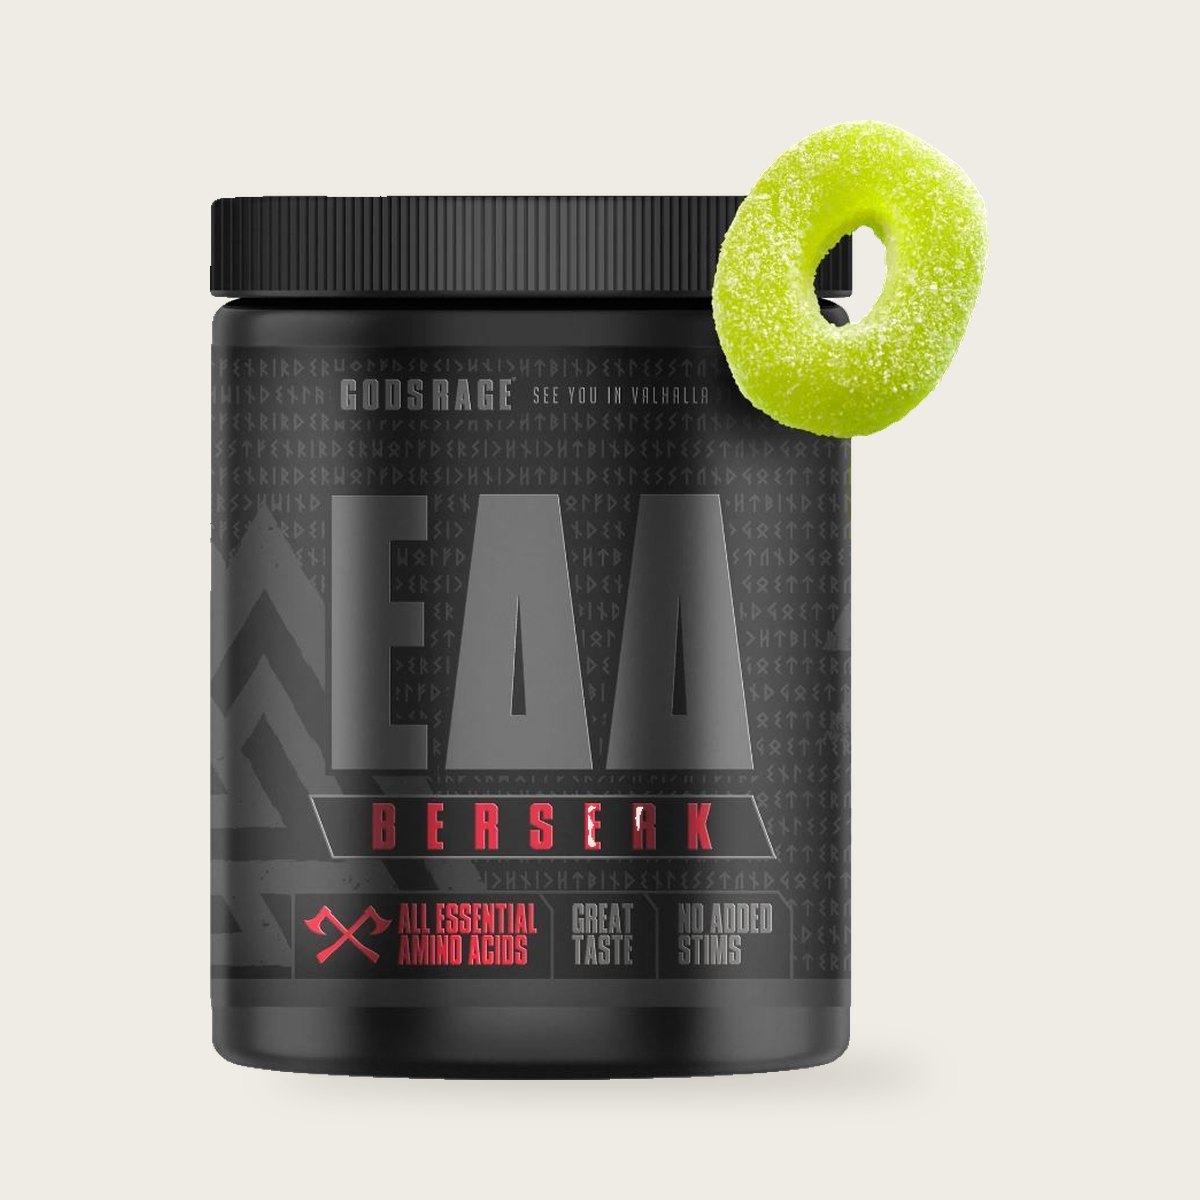 GODS RAGE SEE YOU IN VALHALLA
EAA
BERSERK
ALL ESSENTIAL
AMINO ACIDS
GREAT
TASTE
NO ADDED
STIMS